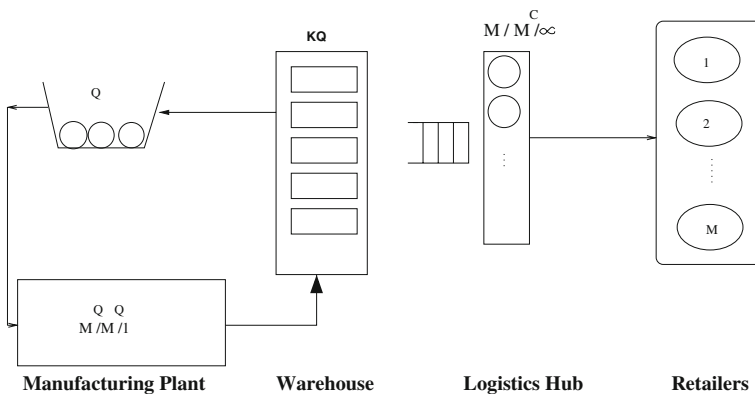 KQ
C
M / M /∞
Q
1
2
M
Q Q
M /M /1
Manufacturing Plant
Warehouse
Logistics Hub
Retailers